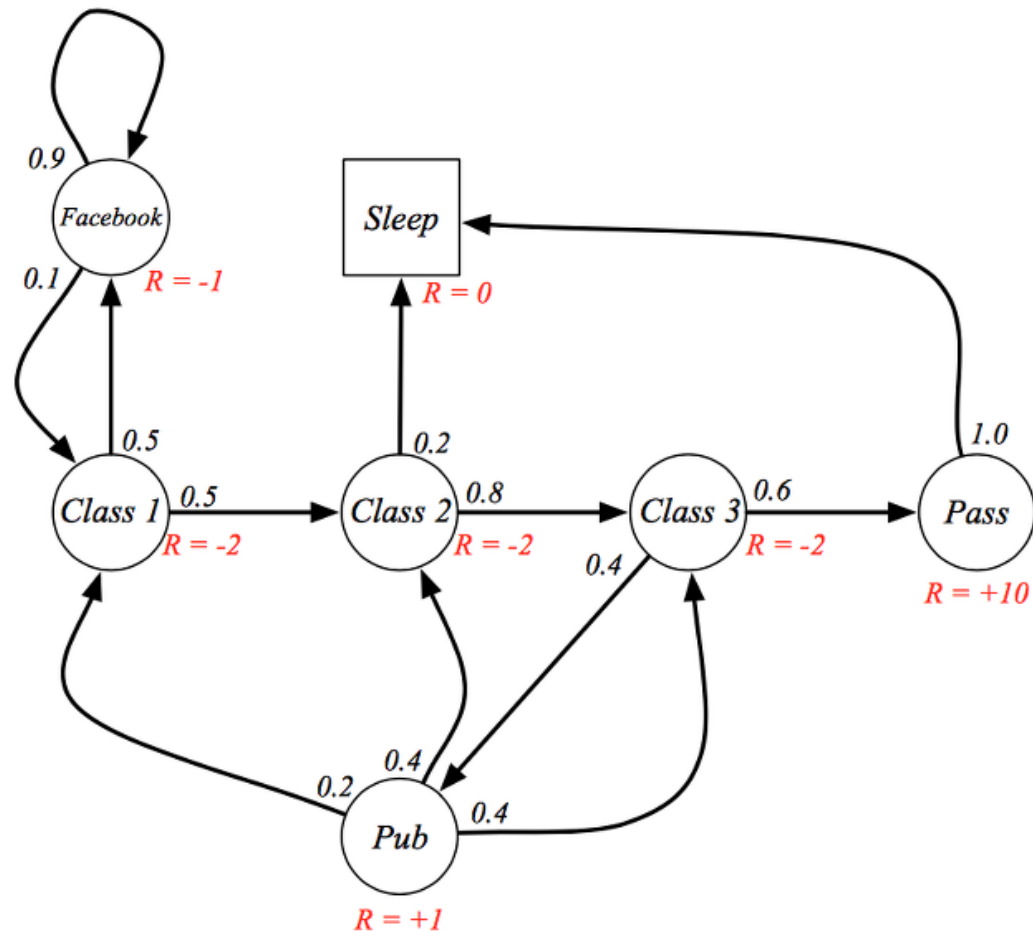 0.9
Facebook
Sleep
0.1
R = -1
R = 0
0.5
0.2
1.0
Class 1
0.5
Class 2
0.8
Class 3
0.6
Pass
R = -2
R = -2
R = -2
0.4
R = +10
0.4
0.2
0.4
Pub
R = +1